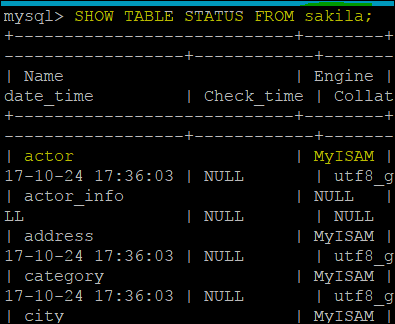 mysql> SHOW TABLE STATUS FROM sakila;
+----------------------------+--------+
------------------+------------+-------
| Name | Engine |
date_time | Check_time | Collat
+----------------------------+--------+
------------------+------------+-------
| actor | MyISAM |
17-10-24 17:36:03 | NULL | utf8_g
| actor_info | NULL |
LL | NULL | NULL
| address | MyISAM |
17-10-24 17:36:03 | NULL | utf8_g
| category | MyISAM |
17-10-24 17:36:03 | NULL | utf8_g
| city | MyISAM |